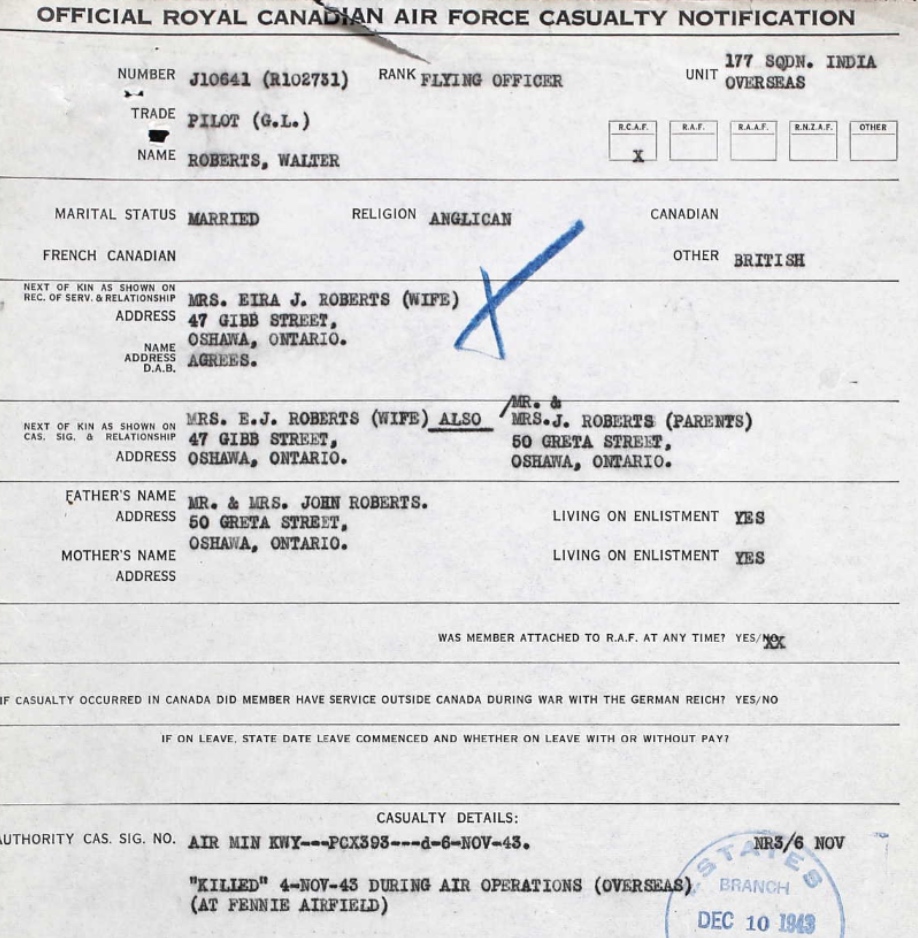 OFFICIAL ROYAL CANADIAN AIR FORCE CASUALTY NOTIFICATION
NUMBER J10641 (R102731) RANK FLYING OFFICER UNIT 177 SQDN. INDIA
OVERSEAS
TRADE PILOT (G.L.)
R.C.A.F. R.A.F. R.A.A.F. R.N.Z.A.F. OTHER
X
NAME ROBERTS, WALTER
MARITAL STATUS MARRIED RELIGION ANGLICAN CANADIAN
FRENCH CANADIAN OTHER BRITISH
NEXT OF KIN AS SHOWN ON
REC. OF SERV. & RELATIONSHIP MRS. EIRA J. ROBERTS (WIFE)
ADDRESS 47 GIBB STREET,
OSHAWA, ONTARIO.
NAME
ADDRESS AGREES.
D.A.B.
MR. &
NEXT OF KIN AS SHOWN ON MRS. E.J. ROBERTS (WIFE) ALSO / MRS.J. ROBERTS (PARENTS)
CAS. SIG. & RELATIONSHIP 47 GIBB STREET, 50 GRETA STREET,
ADDRESS OSHAWA, ONTARIO. OSHAWA, ONTARIO.
FATHER'S NAME MR. & MRS. JOHN ROBERTS.
ADDRESS 50 GRETA STREET, LIVING ON ENLISTMENT YES
OSHAWA, ONTARIO.
MOTHER'S NAME LIVING ON ENLISTMENT YES
ADDRESS
WAS MEMBER ATTACHED TO R.A.F. AT ANY TIME? YES/NO
IF CASUALTY OCCURRED IN CANADA DID MEMBER HAVE SERVICE OUTSIDE CANADA DURING WAR WITH THE GERMAN REICH? YES/NO
IF ON LEAVE, STATE DATE LEAVE COMMENCED AND WHETHER ON LEAVE WITH OR WITHOUT PAY?
CASUALTY DETAILS:
AUTHORITY CAS. SIG. NO. AIR MIN KWY---PCX393---d-6-NOV-43. NR3/6 NOV
"KILLED" 4-NOV-43 DURING AIR OPERATIONS (OVERSEAS)
(AT FENNIE AIRFIELD)
STATES
BRANCH
DEC 10 1943